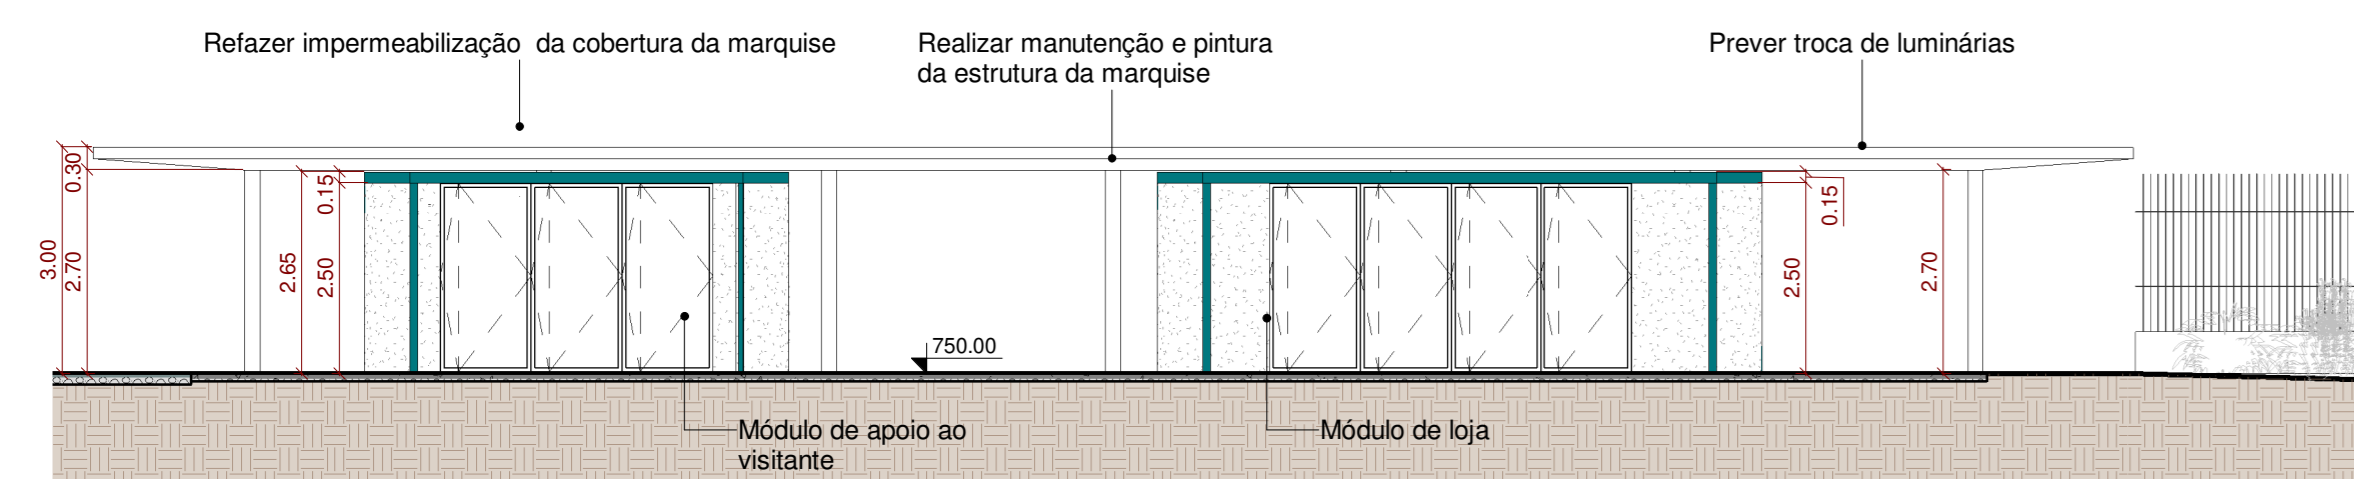 Refazer impermeabilização da cobertura da marquise
Realizar manutenção e pintura
da estrutura da marquise
Prever troca de luminárias
3.00
0.30
2.70
2.65
0.15
2.50
750.00
2.50
0.15
2.70
Módulo de apoio ao
visitante
Módulo de loja